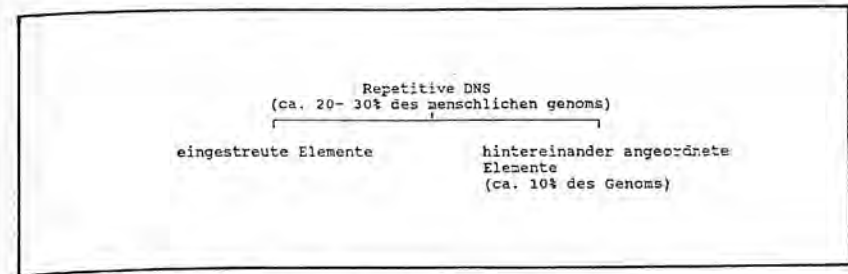 Repetitive DNS
(ca. 20- 30% des menschlichen genoms)
eingestreute Elemente
hintereinander angeordnete
Elemente
(ca. 10% des Genoms)